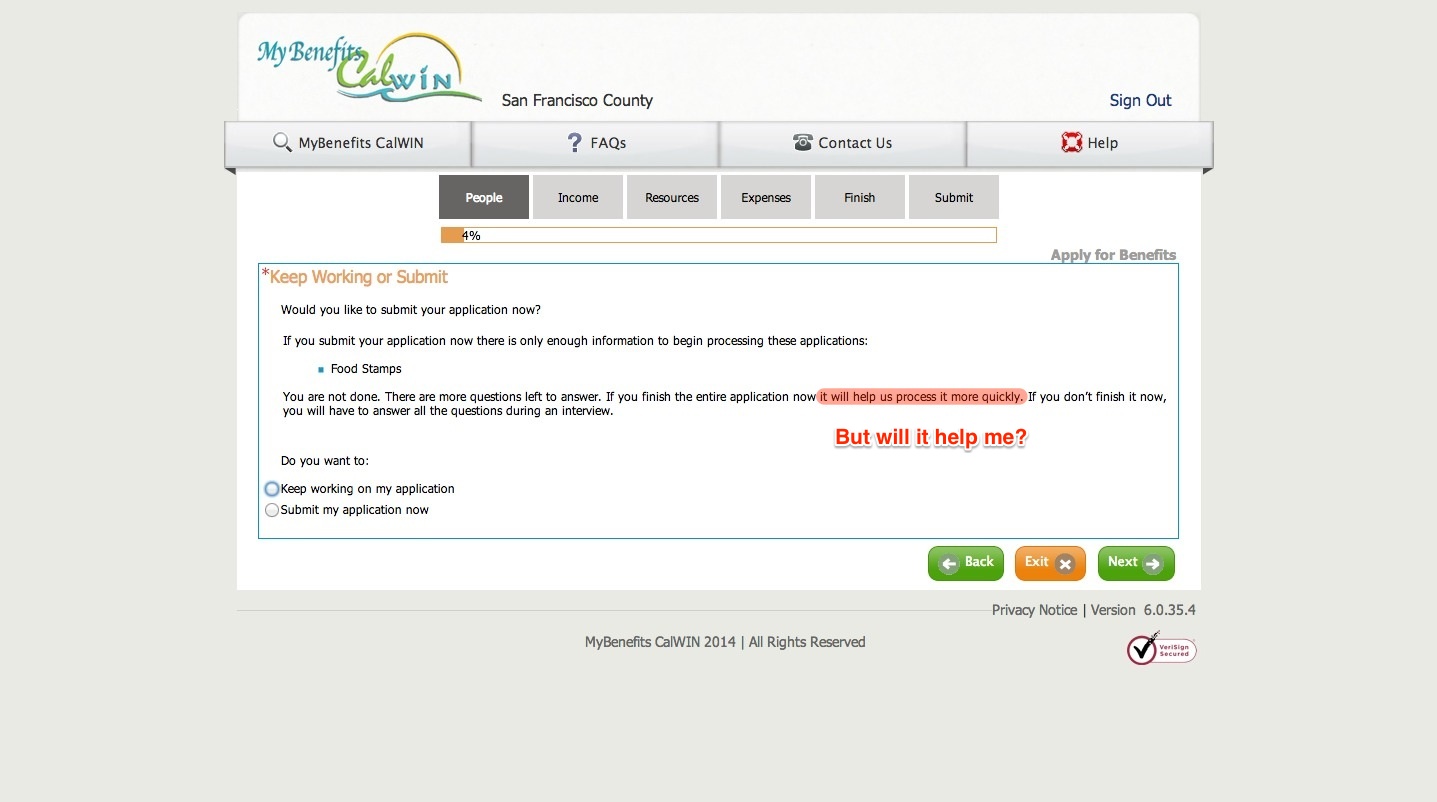 My Benefits
CalWIN
San Francisco County
Sign Out
MyBenefits CalWIN
FAQs
Contact Us
Help
People
Income
Resources
Expenses
Finish
Submit
4%
Apply for Benefits
*Keep Working or Submit
Would you like to submit your application now?
If you submit your application now there is only enough information to begin processing these applications:
Food Stamps
You are not done. There are more questions left to answer. If you finish the entire application now it will help us process it more quickly. If you don't finish it now,
you will have to answer all the questions during an interview.
But will it help me?
Do you want to:
Keep working on my application
Submit my application now
Back
Exit
Next
Privacy Notice | Version 6.0.35.4
MyBenefits CalWIN 2014 | All Rights Reserved
VeriSign
Secured